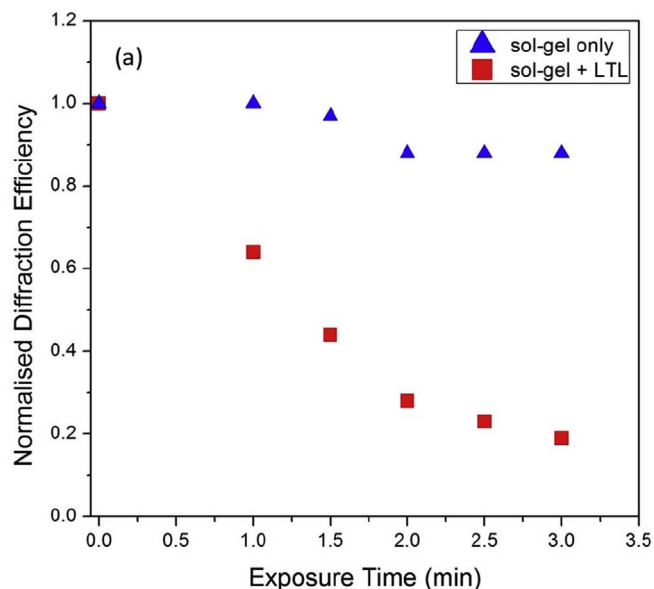 1.2
(a)
sol-gel only
sol-gel + LTL
1.0
0.8
0.6
0.4
0.2
0.0
Normalised Diffraction Efficiency
0.0 0.5 1.0 1.5 2.0 2.5 3.0 3.5
Exposure Time (min)